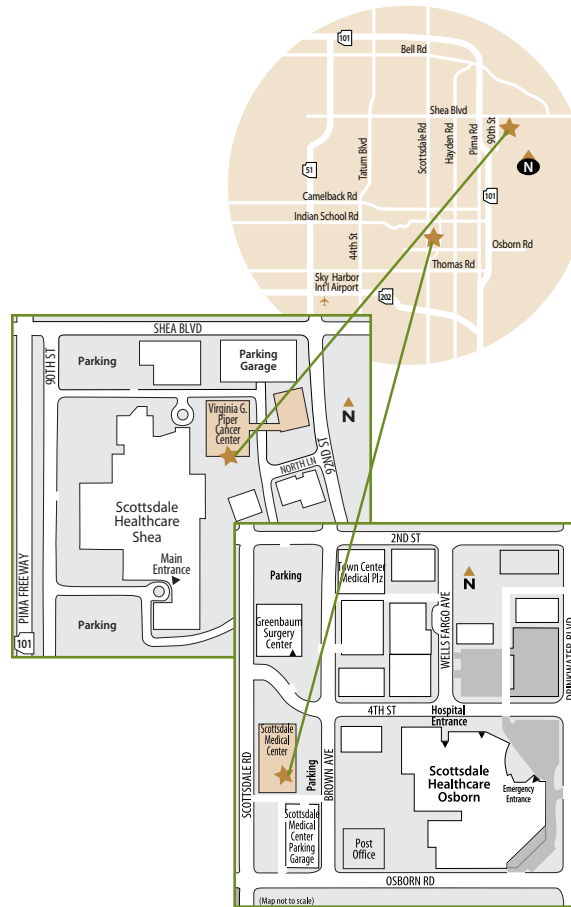 101
Bell Rd
Shea Blvd
Tatum Blvd
Scottsdale Rd
Hayden Rd
Pima Rd
90th St
N
51
101
Camelback Rd
Indian School Rd
44th St
Osborn Rd
Thomas Rd
Sky Harbor
Int'l Airport
202
SHEA BLVD
90TH ST
Parking
Parking
Garage
Virginia G.
Piper
Cancer
Center
N
92ND ST
NORTH LN
Scottsdale
Healthcare
Shea
Main
Entrance
PIMA FREEWAY
Parking
101
2ND ST
Parking
Town Center
Medical Plz
N
WELLS FARGO AVE
Greenbaum
Surgery
Center
DRINKWATER BLVD
4TH ST
Hospital
Entrance
Scottsdale
Medical
Center
SCOTTSDALE RD
Parking
BROWN AVE
Scottsdale
Healthcare
Osborn
Emergency
Entrance
Scottsdale
Medical
Center
Parking
Garage
Post
Office
OSBORN RD
(Map not to scale)